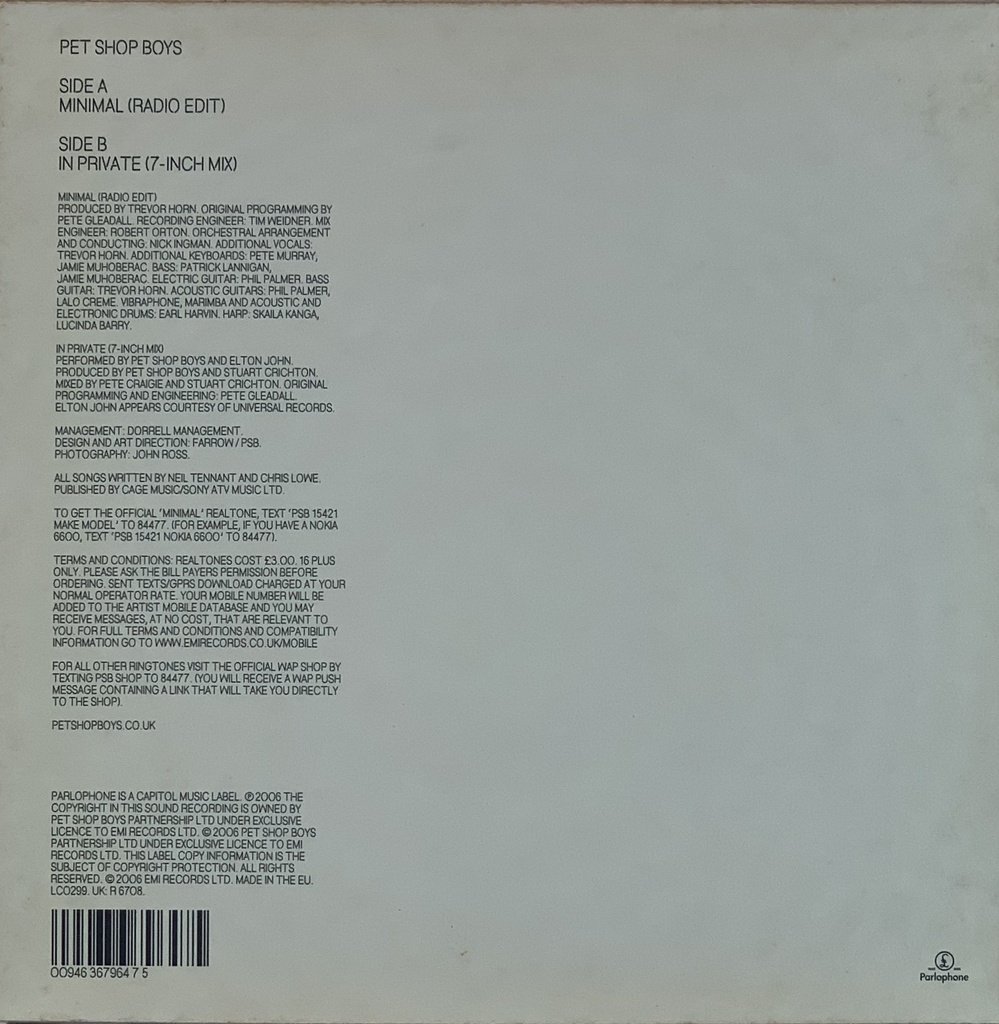 PET SHOP BOYS
SIDE A
MINIMAL (RADIO EDIT)
SIDE B
IN PRIVATE (7-INCH MIX)
MINIMAL (RADIO EDIT)
PRODUCED BY TREVOR HORN. ORIGINAL PROGRAMMING BY
PETE GLEADALL. RECORDING ENGINEER: TIM WEIDNER. MIX
ENGINEER: ROBERT ORTON. ORCHESTRAL ARRANGEMENT
AND CONDUCTING: NICK INGMAN. ADDITIONAL VOCALS:
TREVOR HORN. ADDITIONAL KEYBOARDS: PETE MURRAY,
JAMIE MUHOBERAC. BASS: PATRICK LANNIGAN,
JAMIE MUHOBERAC. ELECTRIC GUITAR: PHIL PALMER. BASS
GUITAR: TREVOR HORN. ACOUSTIC GUITARS: PHIL PALMER,
LALO CREME. VIBRAPHONE, MARIMBA AND ACOUSTIC AND
ELECTRONIC DRUMS: EARL HARVIN. HARP: SKAILA KANGA,
LUCINDA BARRY.
IN PRIVATE (7-INCH MIX)
PERFORMED BY PET SHOP BOYS AND ELTON JOHN.
PRODUCED BY PET SHOP BOYS AND STUART CRICHTON.
MIXED BY PETE CRAIGIE AND STUART CRICHTON. ORIGINAL
PROGRAMMING AND ENGINEERING: PETE GLEADALL.
ELTON JOHN APPEARS COURTESY OF UNIVERSAL RECORDS.
MANAGEMENT: DORRELL MANAGEMENT.
DESIGN AND ART DIRECTION: FARROW / PSB.
PHOTOGRAPHY: JOHN ROSS.
ALL SONGS WRITTEN BY NEIL TENNANT AND CHRIS LOWE.
PUBLISHED BY CAGE MUSIC/SONY ATV MUSIC LTD.
TO GET THE OFFICIAL 'MINIMAL' REALTONE, TEXT 'PSB 15421
MAKE MODEL' TO 84477. (FOR EXAMPLE, IF YOU HAVE A NOKIA
6600, TEXT 'PSB 15421 NOKIA 6600' TO 84477).
TERMS AND CONDITIONS: REALTONES COST £3.00. 16 PLUS
ONLY. PLEASE ASK THE BILL PAYERS PERMISSION BEFORE
ORDERING. SENT TEXTS/GPRS DOWNLOAD CHARGED AT YOUR
NORMAL OPERATOR RATE. YOUR MOBILE NUMBER WILL BE
ADDED TO THE ARTIST MOBILE DATABASE AND YOU MAY
RECEIVE MESSAGES, AT NO COST, THAT ARE RELEVANT TO
YOU. FOR FULL TERMS AND CONDITIONS AND COMPATIBILITY
INFORMATION GO TO WWW.EMIRECORDS.CO.UK/MOBILE
FOR ALL OTHER RINGTONES VISIT THE OFFICIAL WAP SHOP BY
TEXTING PSB SHOP TO 84477. (YOU WILL RECEIVE A WAP PUSH
MESSAGE CONTAINING A LINK THAT WILL TAKE YOU DIRECTLY
TO THE SHOP).
PETSHOPBOYS.CO.UK
PARLOPHONE IS A CAPITOL MUSIC LABEL. ℗ 2006 THE
COPYRIGHT IN THIS SOUND RECORDING IS OWNED BY
PET SHOP BOYS PARTNERSHIP LTD UNDER EXCLUSIVE
LICENCE TO EMI RECORDS LTD. © 2006 PET SHOP BOYS
PARTNERSHIP LTD UNDER EXCLUSIVE LICENCE TO EMI
RECORDS LTD. THIS LABEL COPY INFORMATION IS THE
SUBJECT OF COPYRIGHT PROTECTION. ALL RIGHTS
RESERVED. © 2006 EMI RECORDS LTD. MADE IN THE EU.
LC0299. UK: R 6708.
00946 367964 7 5
£
Parlophone